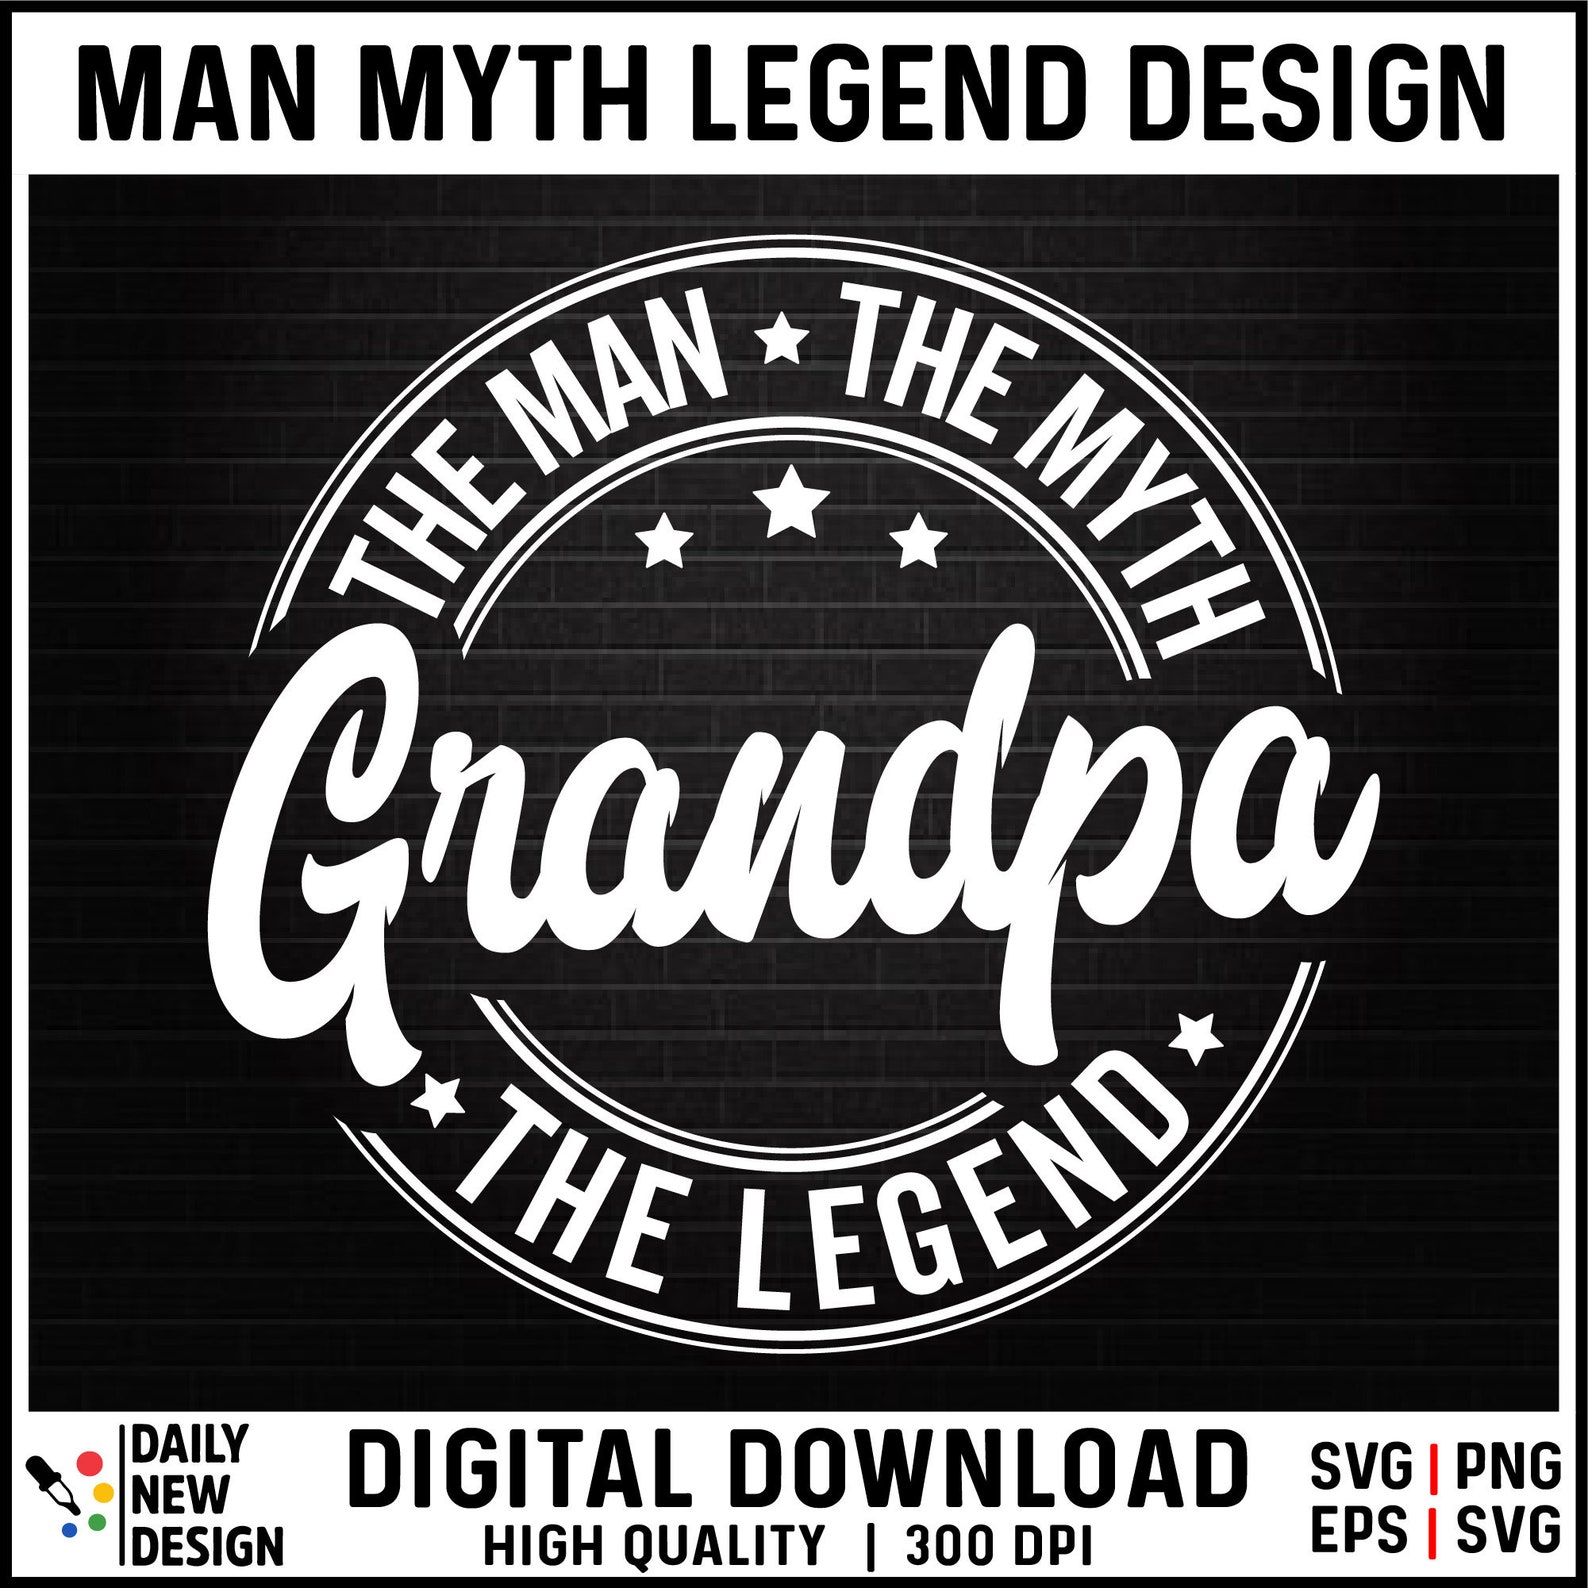 MAN MYTH LEGEND DESIGN
THE MAN ★ THE MYTH
Grandpa
★ THE LEGEND ★
DAILY
NEW
DESIGN
DIGITAL DOWNLOAD
HIGH QUALITY | 300 DPI
SVG | PNG
EPS | SVG